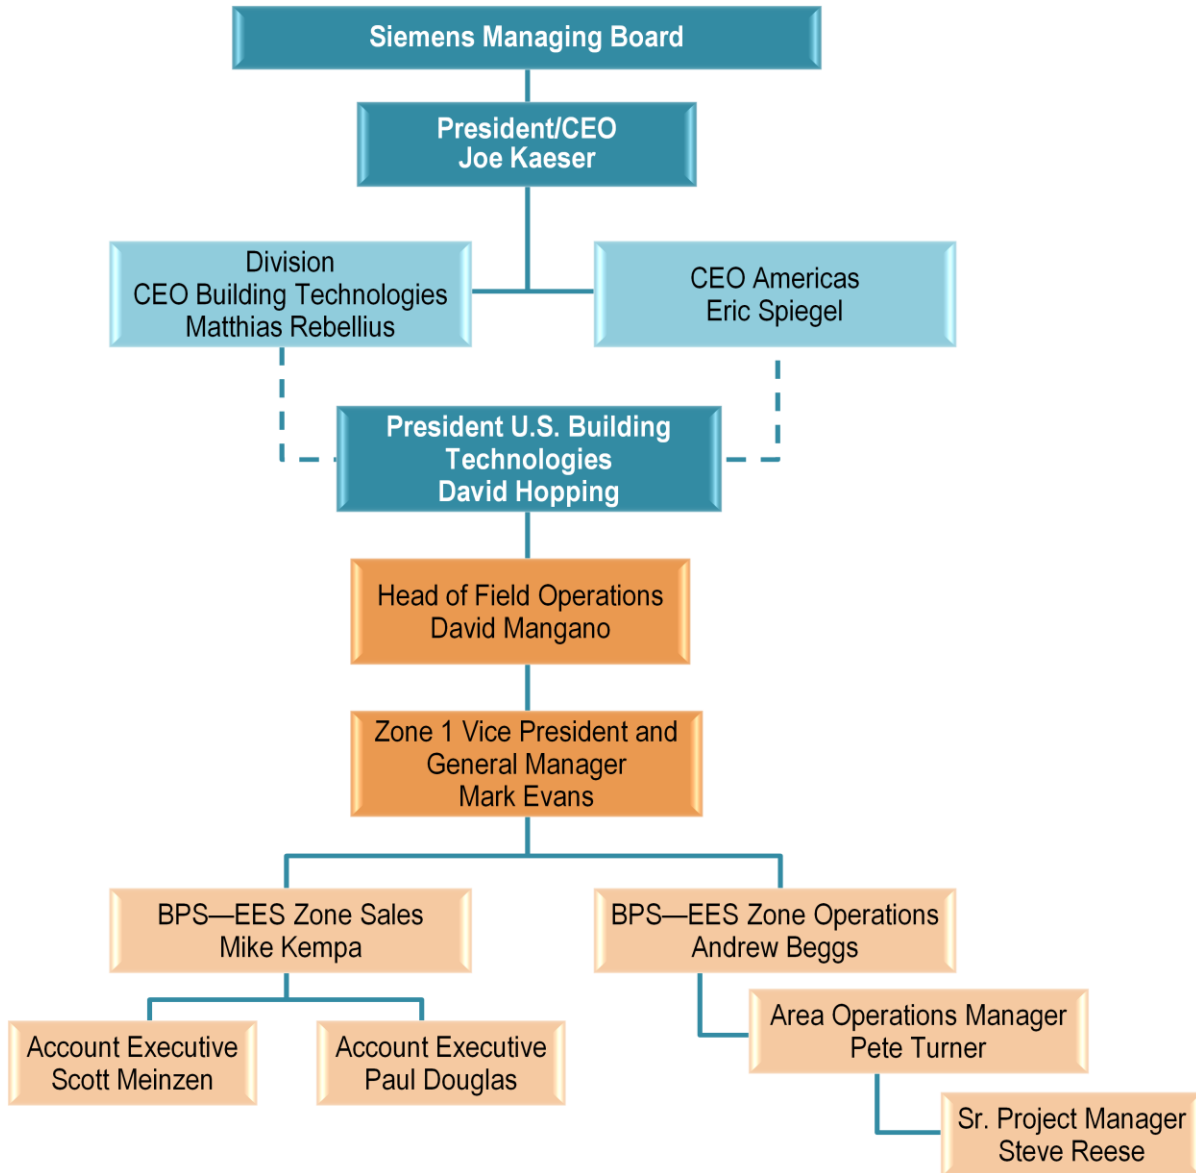 Siemens Managing Board
President/CEO
Joe Kaeser
Division
CEO Building Technologies
Matthias Rebellius
CEO Americas
Eric Spiegel
President U.S. Building
Technologies
David Hopping
Head of Field Operations
David Mangano
Zone 1 Vice President and
General Manager
Mark Evans
BPS—EES Zone Sales
Mike Kempa
BPS—EES Zone Operations
Andrew Beggs
Area Operations Manager
Pete Turner
Account Executive
Scott Meinzen
Account Executive
Paul Douglas
Sr. Project Manager
Steve Reese